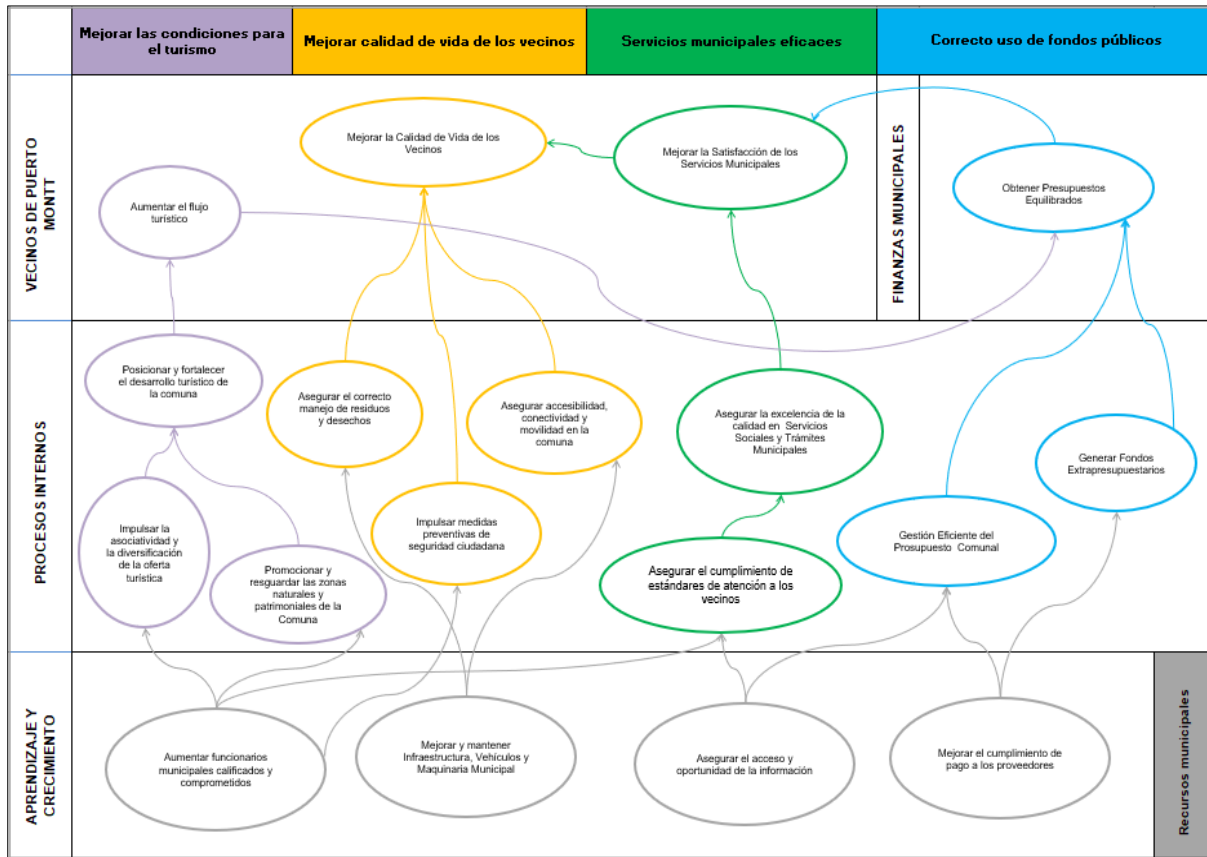 Mejorar las condiciones para
el turismo
Mejorar calidad de vida de los vecinos
Servicios municipales eficaces
Correcto uso de fondos públicos
VECINOS DE PUERTO
MONTT
Mejorar la Calidad de Vida de los
Vecinos
Mejorar la Satisfacción de los
Servicios Municipales
FINANZAS MUNICIPALES
Obtener Presupuestos
Equilibrados
Aumentar el flujo
turístico
PROCESOS INTERNOS
Posicionar y fortalecer
el desarrollo turístico de
la comuna
Asegurar el correcto
manejo de residuos
y desechos
Asegurar accesibilidad,
conectividad y
movilidad en la
comuna
Asegurar la excelencia de la
calidad en Servicios
Sociales y Trámites
Municipales
Generar Fondos
Extrapresupuestarios
Impulsar la
asociatividad y
la diversificación
de la oferta
turística
Impulsar medidas
preventivas de
seguridad ciudadana
Gestión Eficiente del
Prosupuesto Comunal
Promocionar y
resguardar las zonas
naturales y
patrimoniales de la
Comuna
Asegurar el cumplimiento de
estándares de atención a los
vecinos
APRENDIZAJE Y
CRECIMIENTO
Aumentar funcionarios
municipales calificados y
comprometidos
Mejorar y mantener
Infraestructura, Vehículos y
Maquinaria Municipal
Asegurar el acceso y
oportunidad de la información
Mejorar el cumplimiento de
pago a los proveedores
Recursos municipales